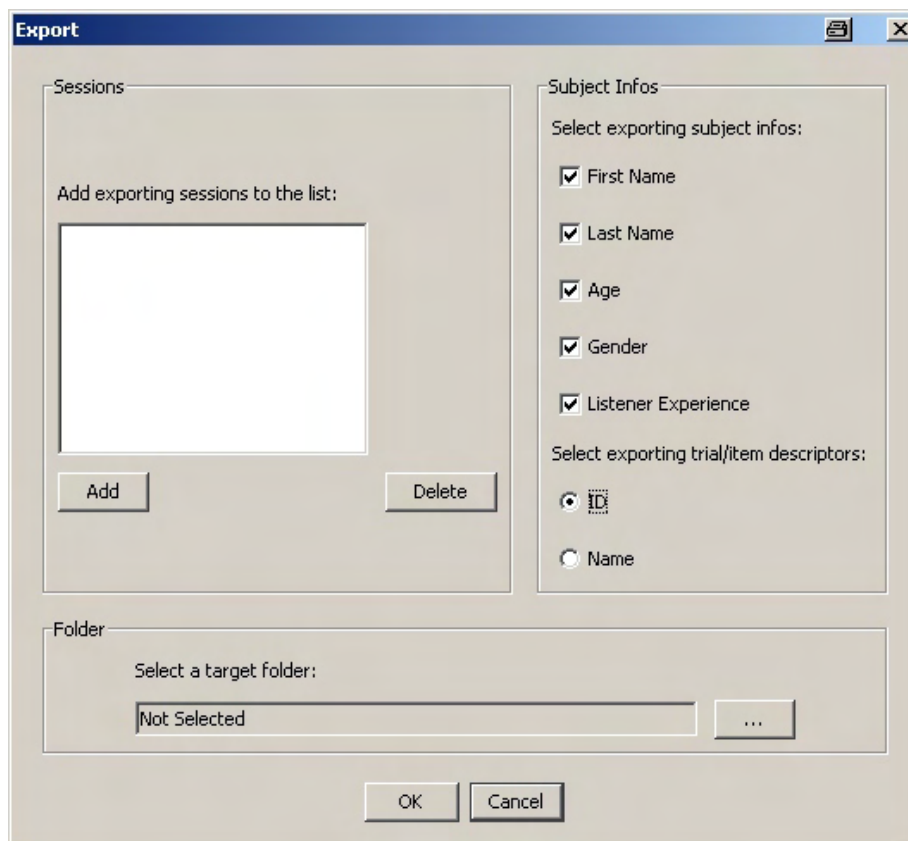 Export
Sessions
Add exporting sessions to the list:
Add
Delete
Subject Infos
Select exporting subject infos:
First Name
Last Name
Age
Gender
Listener Experience
Select exporting trial/item descriptors:
ID
Name
Folder
Select a target folder:
Not Selected
...
OK
Cancel